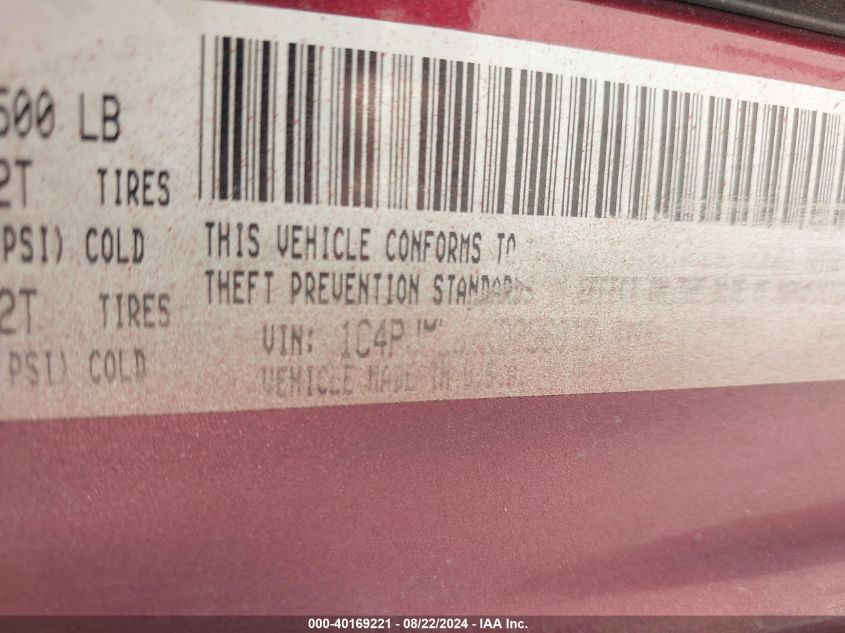 500 LB
2T TIRES
PSI) COLD
2T TIRES
PSI) COLD
THIS VEHICLE CONFORMS TO
THEFT PREVENTION STANDARDS
VIN:
VEHICLE MADE IN U.S.A.
000-40169221 - 08/22/2024 - IAA Inc.